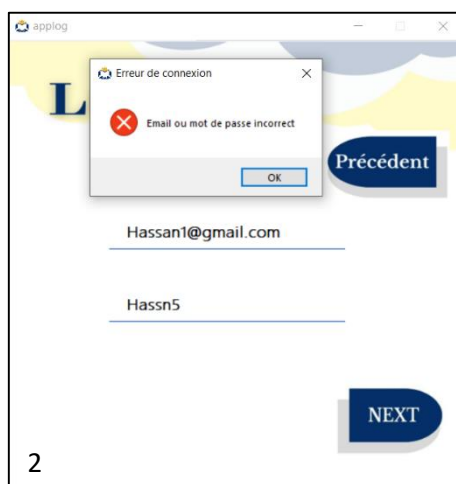 applog
Erreur de connexion
L
Email ou mot de passe incorrect
OK
Précédent
Hassan1@gmail.com
Hassn5
NEXT
2